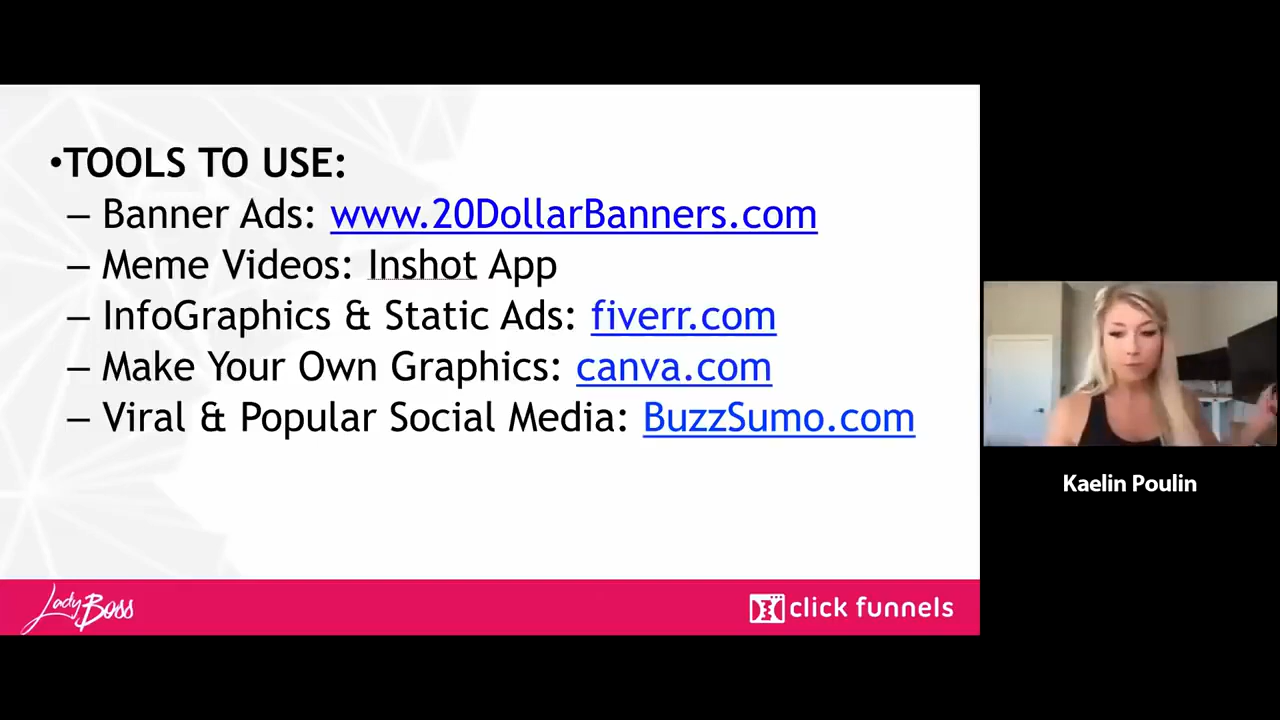 •TOOLS TO USE:
– Banner Ads: www.20DollarBanners.com
– Meme Videos: Inshot App
– InfoGraphics & Static Ads: fiverr.com
– Make Your Own Graphics: canva.com
– Viral & Popular Social Media: BuzzSumo.com
Kaelin Poulin
LadyBoss
click funnels